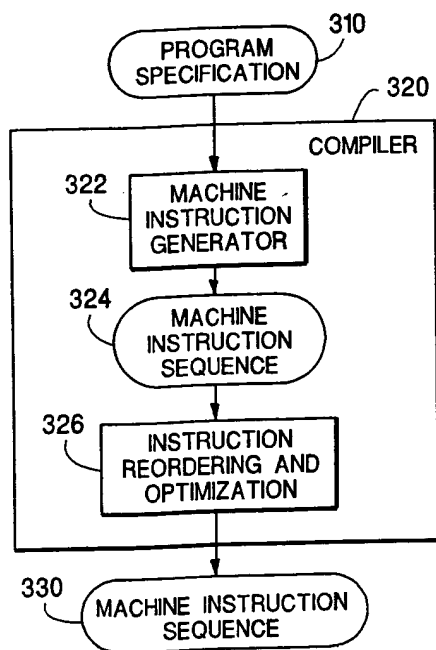 310
PROGRAM
SPECIFICATION
320
COMPILER
322
MACHINE
INSTRUCTION
GENERATOR
324
MACHINE
INSTRUCTION
SEQUENCE
326
INSTRUCTION
REORDERING AND
OPTIMIZATION
330
MACHINE INSTRUCTION
SEQUENCE